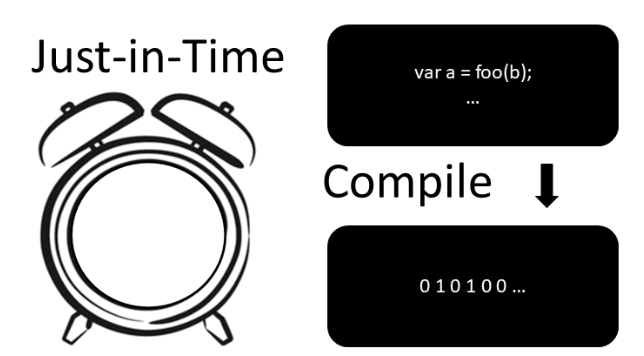 Just-in-Time
var a = foo(b);
...
Compile
0 1 0 1 0 0 ...